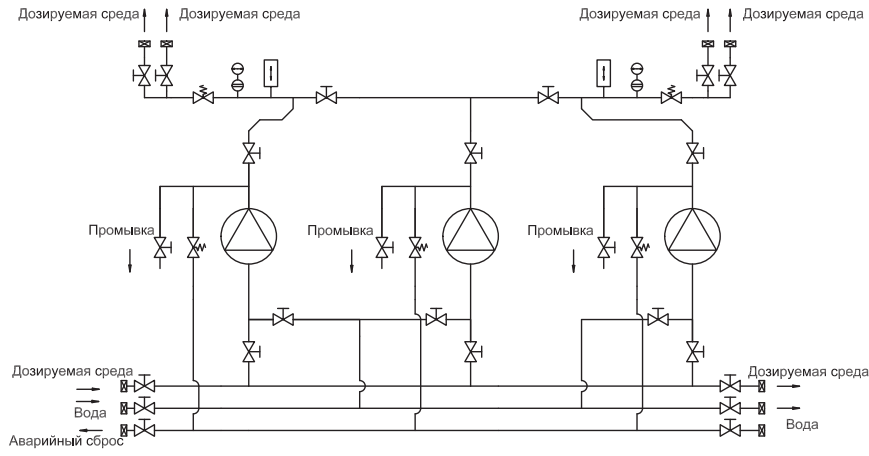 Дозируемая среда
Дозируемая среда
Дозируемая среда
Дозируемая среда
Промывка
Промывка
Промывка
Дозируемая среда
Дозируемая среда
Вода
Вода
Аварийный сброс